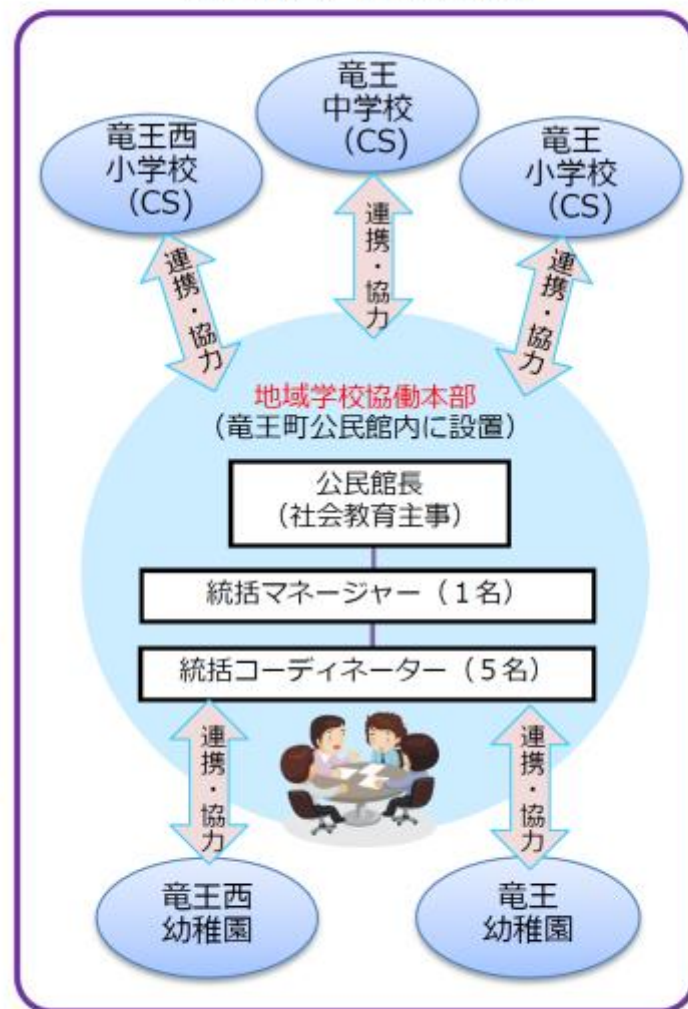 竜王
中学校
（CS)
竜王西
小学校
（CS)
竜王
小学校
（CS)
連携・協力
連携・協力
連携・協力
地域学校協働本部
（竜王町公民館内に設置）
公民館長
（社会教育主事）
統括マネージャー（１名）
統括コーディネーター（５名）
連携・協力
連携・協力
竜王西
幼稚園
竜王
幼稚園